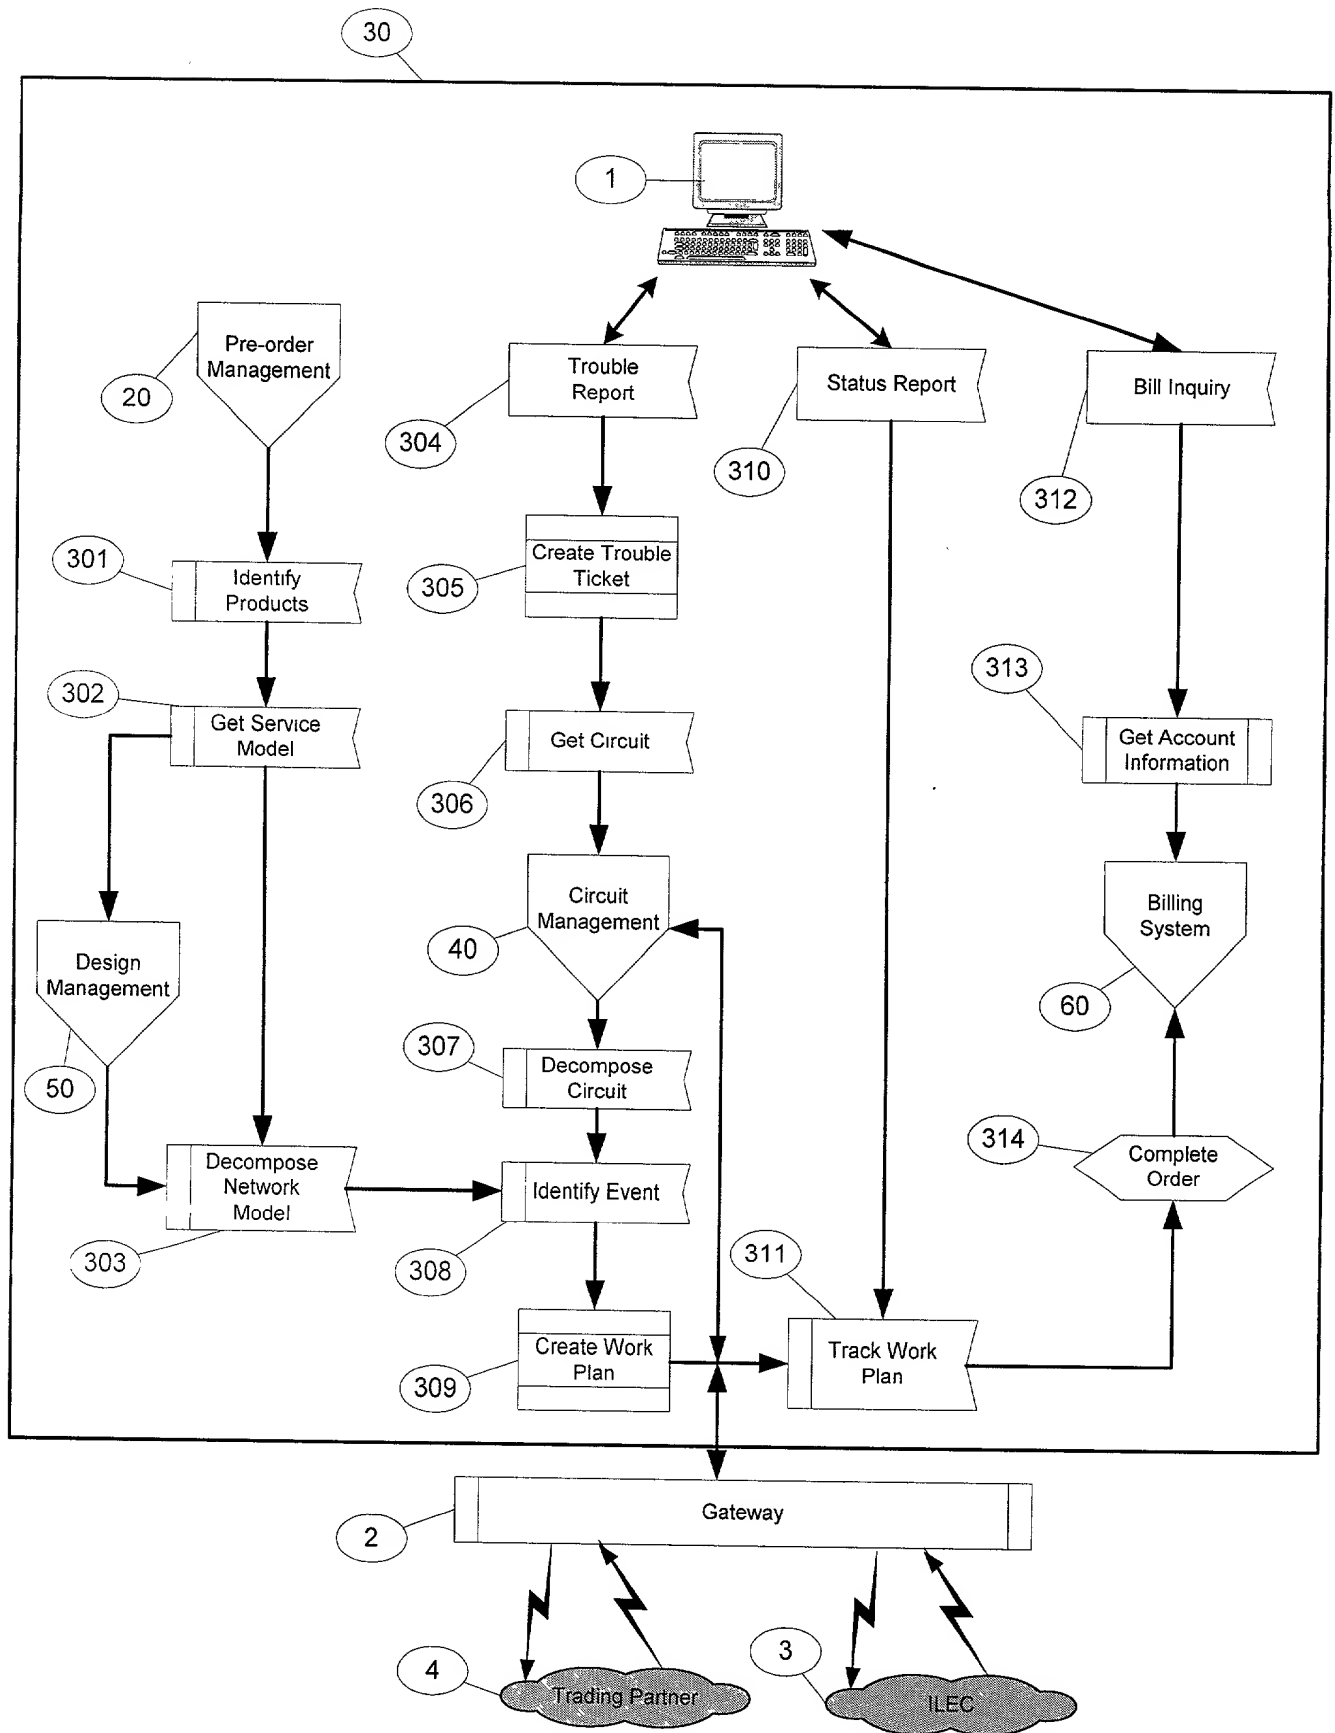 30
1
Pre-order
Management
20
Trouble
Report
304
Status Report
310
Bill Inquiry
312
301
Identify
Products
Create Trouble
Ticket
305
302
Get Service
Model
Get Circuit
306
313
Get Account
Information
Design
Management
50
Circuit
Management
40
Billing
System
60
307
Decompose
Circuit
314
Complete
Order
Decompose
Network
Model
303
Identify Event
308
311
Create Work
Plan
309
Track Work
Plan
Gateway
2
4
Trading Partner
3
ILEC